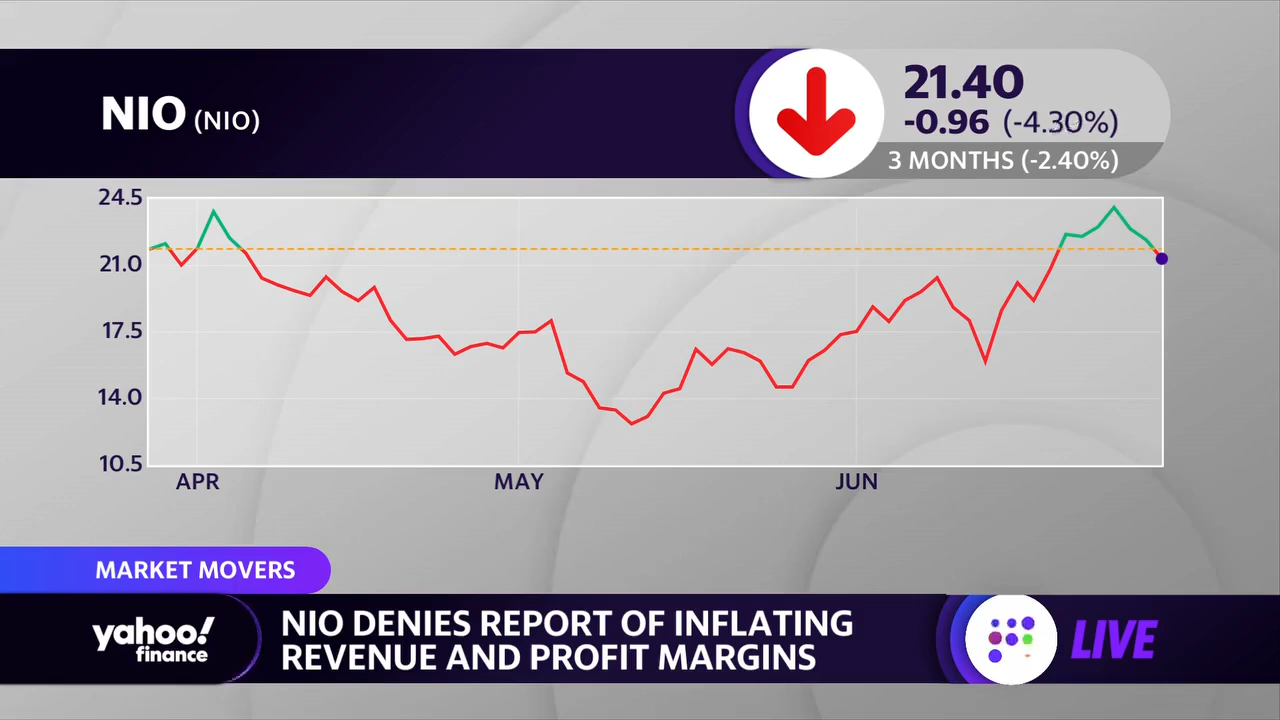 NIO (NIO)
21.40
-0.96 (-4.30%)
3 MONTHS (-2.40%)
24.5
21.0
17.5
14.0
10.5
APR MAY JUN
MARKET MOVERS
yahoo!
finance
NIO DENIES REPORT OF INFLATING
REVENUE AND PROFIT MARGINS
LIVE